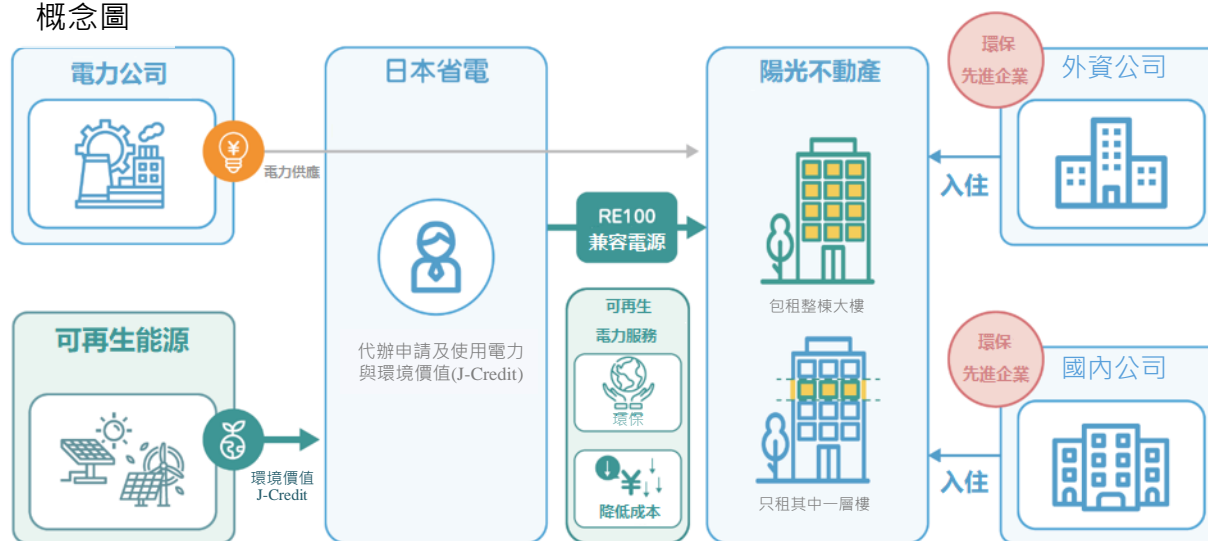 概念圖
電力公司
¥
電力供應
可再生能源
環境價值
J-Credit
日本省電
代辦申請及使用電力
與環境價值(J-Credit)
RE100
兼容電源
可再生
電力服務
環保
¥
降低成本
陽光不動產
包租整棟大樓
只租其中一層樓
環保
先進企業
外資公司
入住
環保
先進企業
國內公司
入住